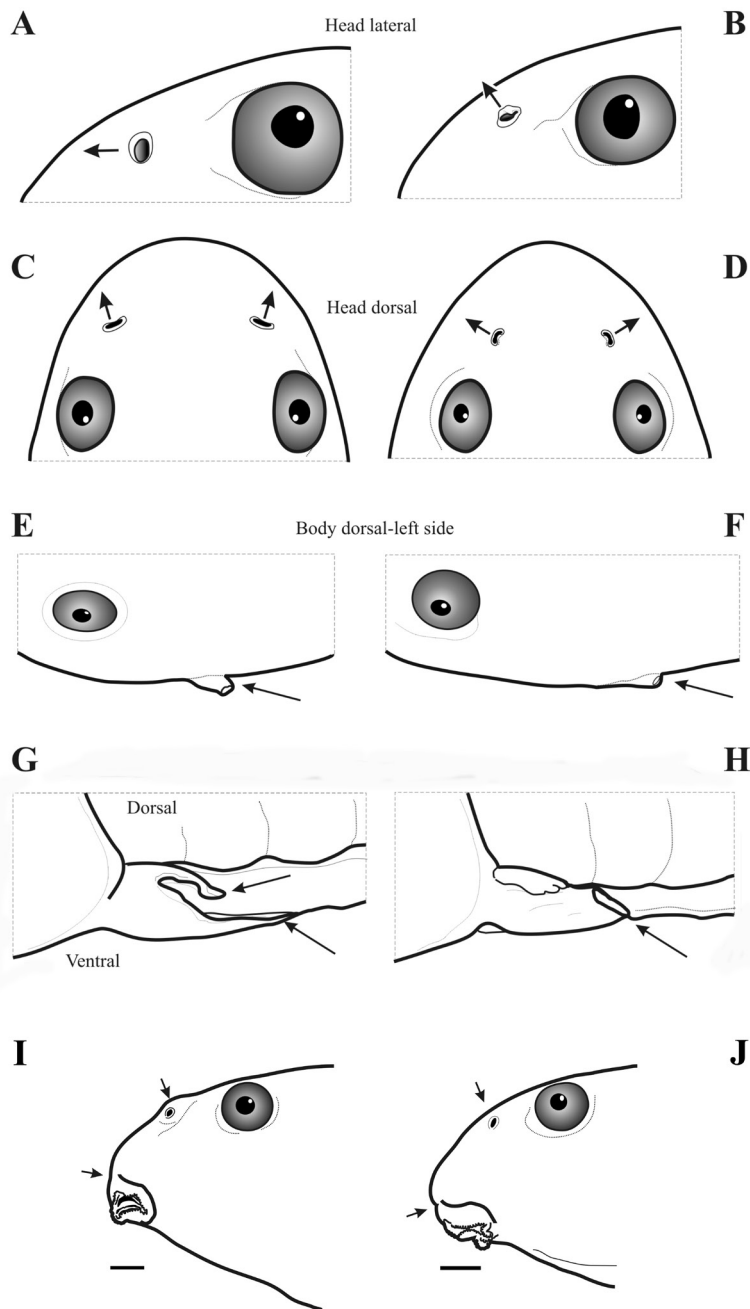 A
Head lateral
B
C
Head dorsal
D
E
Body dorsal-left side
F
G
H
Dorsal
Ventral
I
J